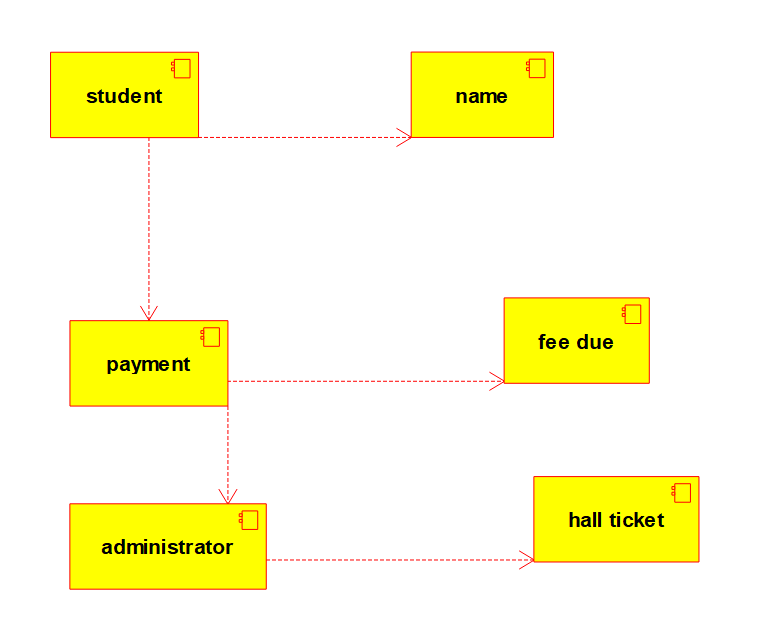 student
name
payment
fee due
administrator
hall ticket